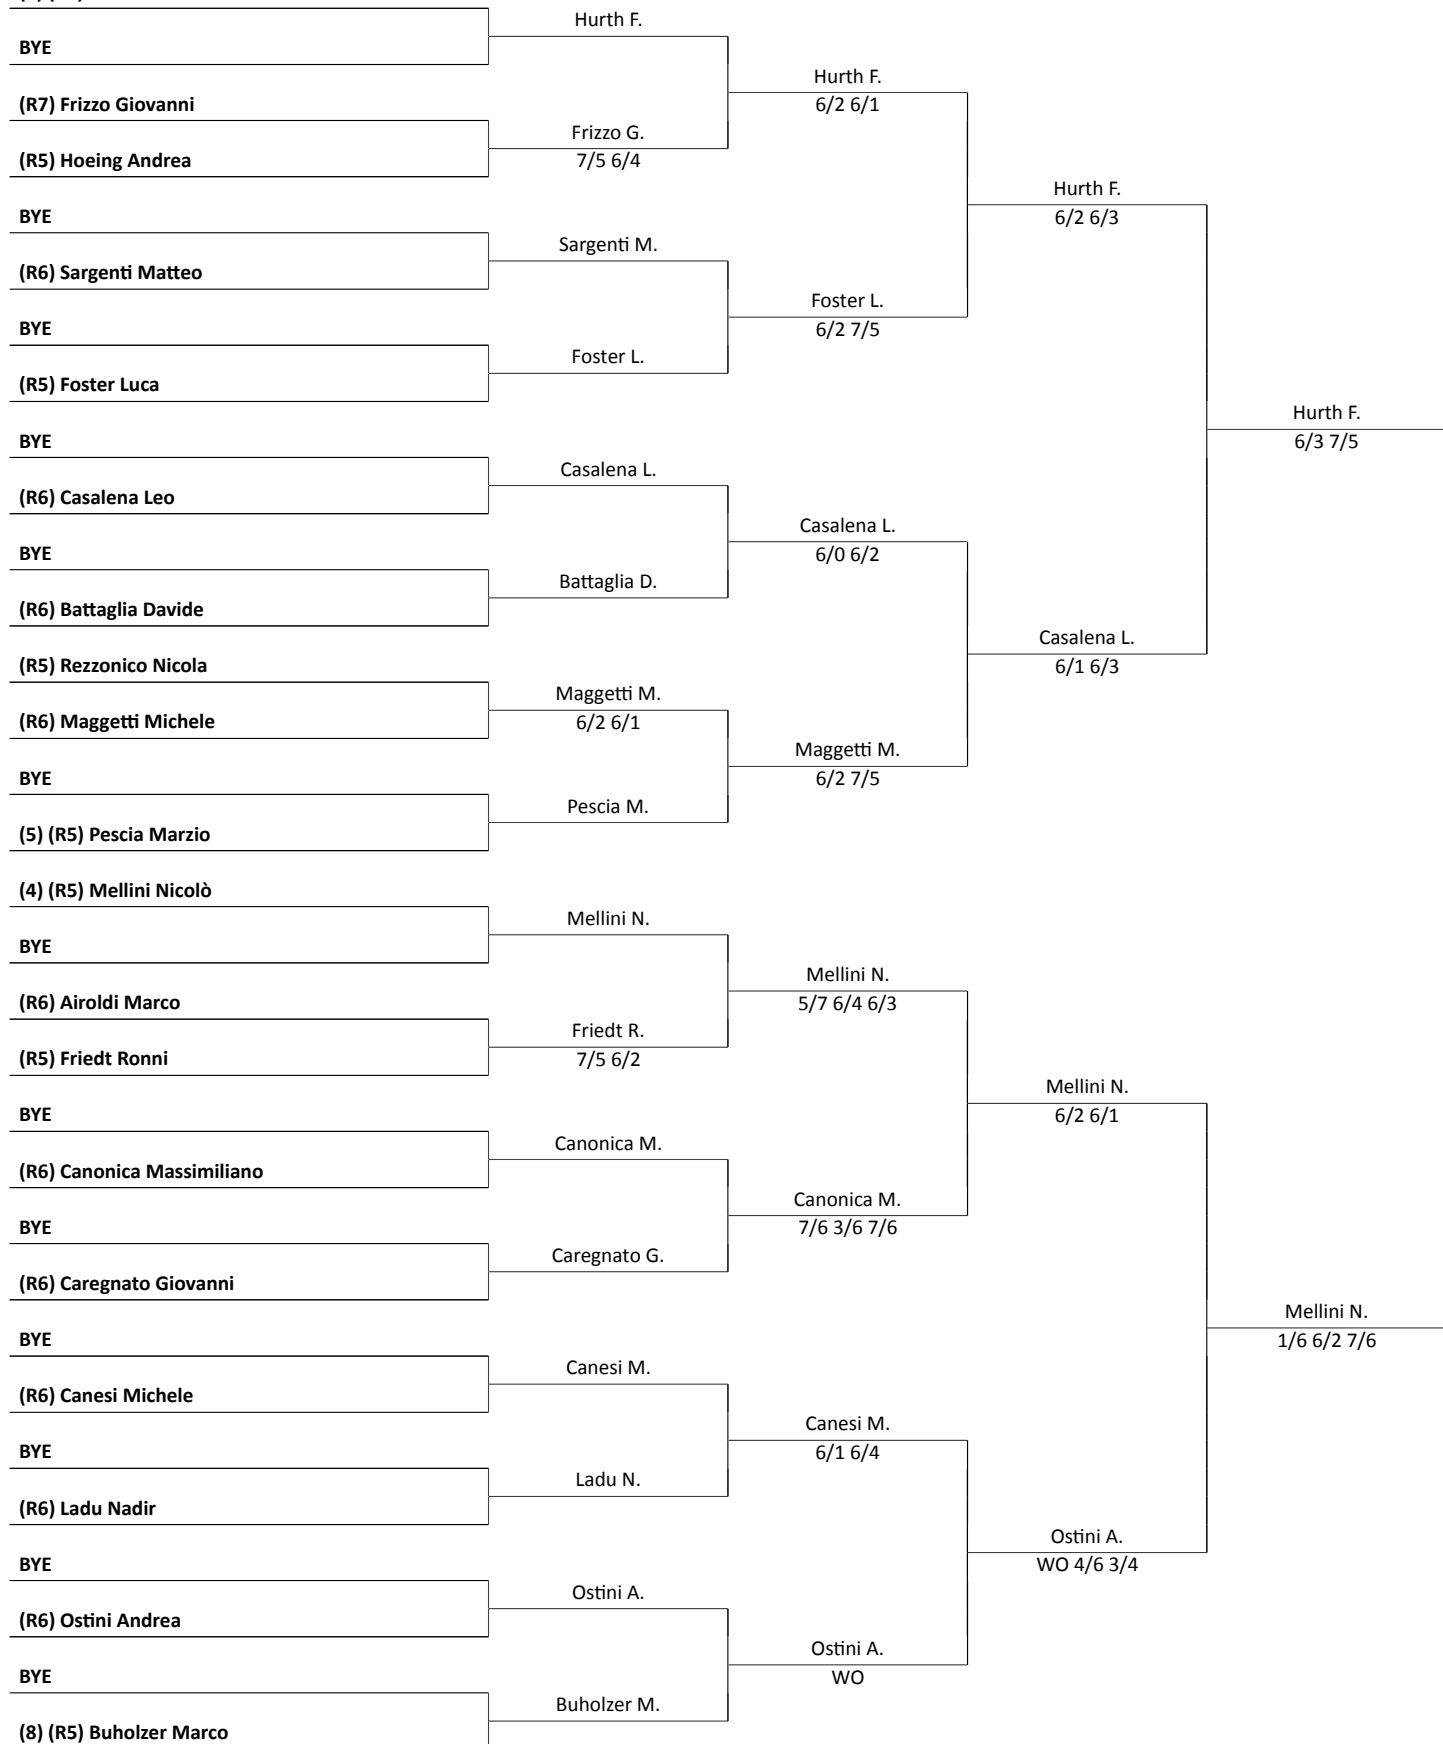 BYE
(R7) Frizzo Giovanni
(R5) Hoeing Andrea
BYE
(R6) Sargenti Matteo
BYE
(R5) Foster Luca
BYE
(R6) Casalena Leo
BYE
(R6) Battaglia Davide
(R5) Rezzonico Nicola
(R6) Maggetti Michele
BYE
(5) (R5) Pescia Marzio
(4) (R5) Mellini Nicolò
BYE
(R6) Airoldi Marco
(R5) Friedt Ronni
BYE
(R6) Canonica Massimiliano
BYE
(R6) Caregnato Giovanni
BYE
(R6) Canesi Michele
BYE
(R6) Ladu Nadir
BYE
(R6) Ostini Andrea
BYE
(8) (R5) Buholzer Marco
Hurth F.
Frizzo G.
7/5 6/4
Sargenti M.
Foster L.
Casalena L.
Battaglia D.
Maggetti M.
6/2 6/1
Pescia M.
Mellini N.
Friedt R.
7/5 6/2
Canonica M.
Caregnato G.
Canesi M.
Ladu N.
Ostini A.
Buholzer M.
Hurth F.
6/2 6/1
Foster L.
6/2 7/5
Casalena L.
6/0 6/2
Maggetti M.
6/2 7/5
Mellini N.
5/7 6/4 6/3
Canonica M.
7/6 3/6 7/6
Canesi M.
6/1 6/4
Ostini A.
WO
Hurth F.
6/2 6/3
Casalena L.
6/1 6/3
Mellini N.
6/2 6/1
Ostini A.
WO 4/6 3/4
Hurth F.
6/3 7/5
Mellini N.
1/6 6/2 7/6